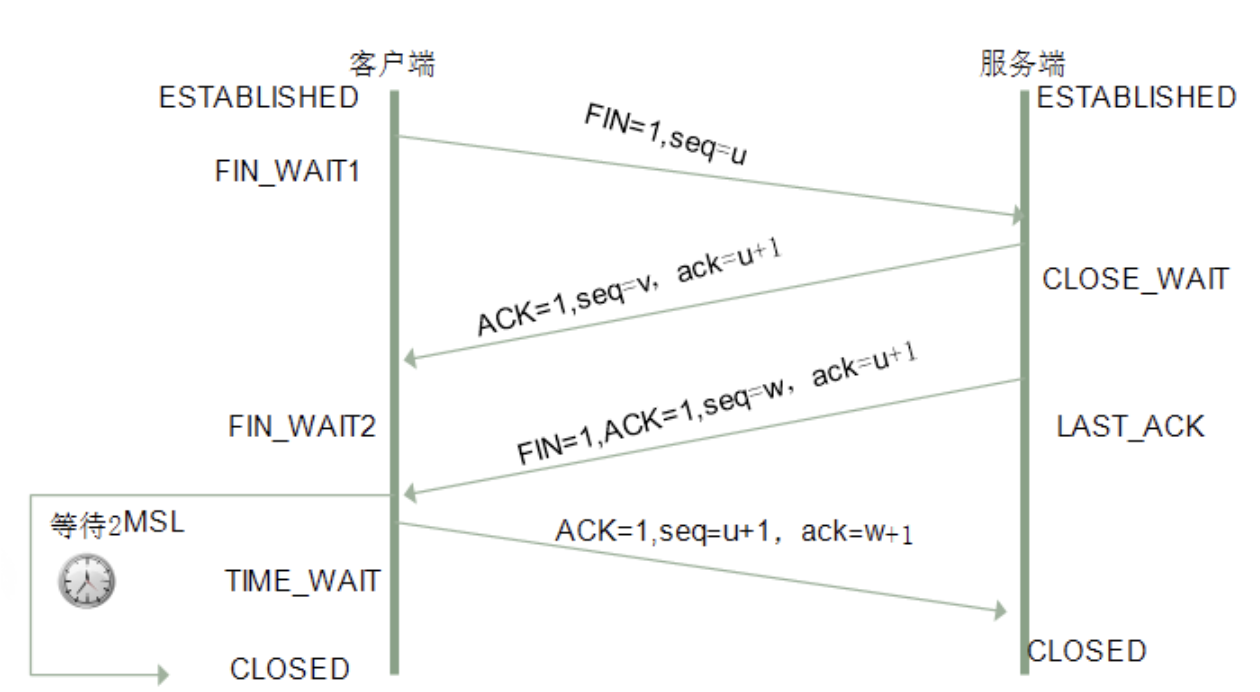 客户端
服务端
ESTABLISHED
ESTABLISHED
FIN=1,seq=u
FIN_WAIT1
ACK=1,seq=v，ack=u+1
CLOSE_WAIT
FIN=1,ACK=1,seq=w，ack=u+1
FIN_WAIT2
LAST_ACK
等待2MSL
ACK=1,seq=u+1，ack=w+1
TIME_WAIT
CLOSED
CLOSED